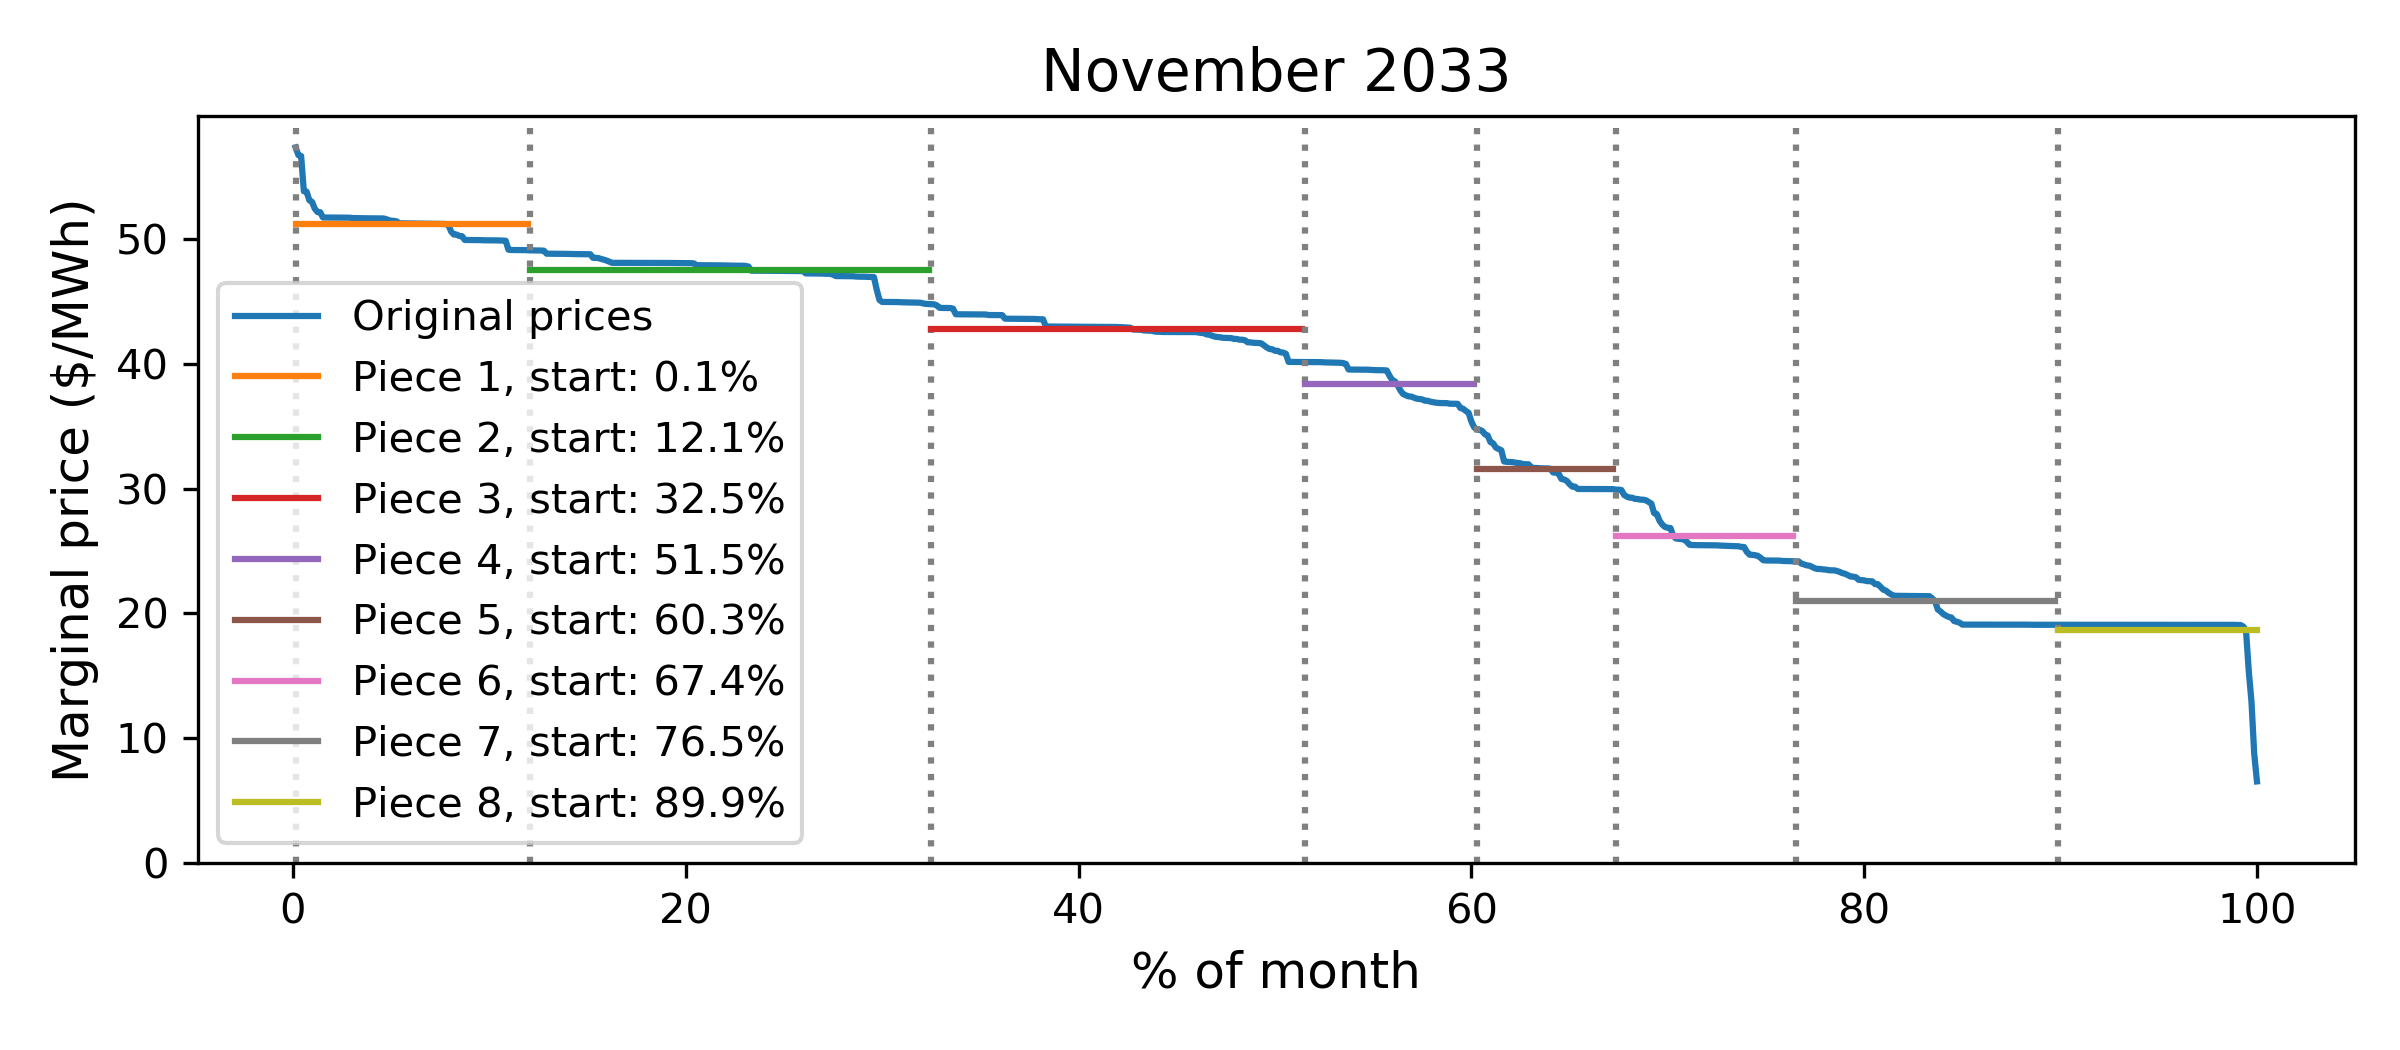 November 2033
Marginal price ($/MWh)
50
40
30
20
10
0
Original prices
Piece 1, start: 0.1%
Piece 2, start: 12.1%
Piece 3, start: 32.5%
Piece 4, start: 51.5%
Piece 5, start: 60.3%
Piece 6, start: 67.4%
Piece 7, start: 76.5%
Piece 8, start: 89.9%
0 20 40 60 80 100
% of month